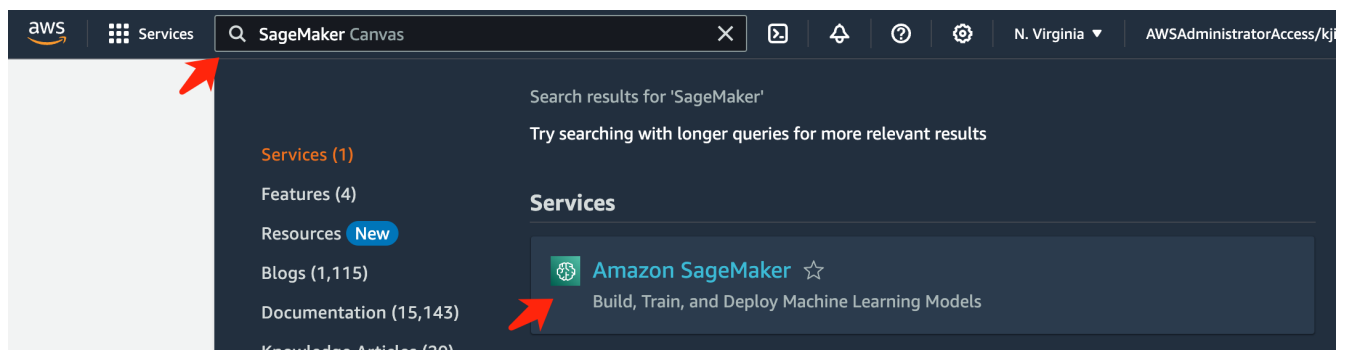 aws Services SageMaker Canvas N. Virginia ▼ AWSAdministratorAccess/kji
Search results for 'SageMaker'
Try searching with longer queries for more relevant results
Services (1)
Features (4)
Resources New
Blogs (1,115)
Documentation (15,143)
Services
Amazon SageMaker
Build, Train, and Deploy Machine Learning Models